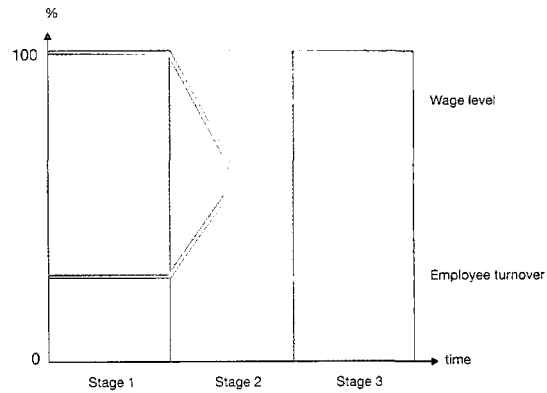 %
100
Wage level
Employee turnover
0
time
Stage 1 Stage 2 Stage 3